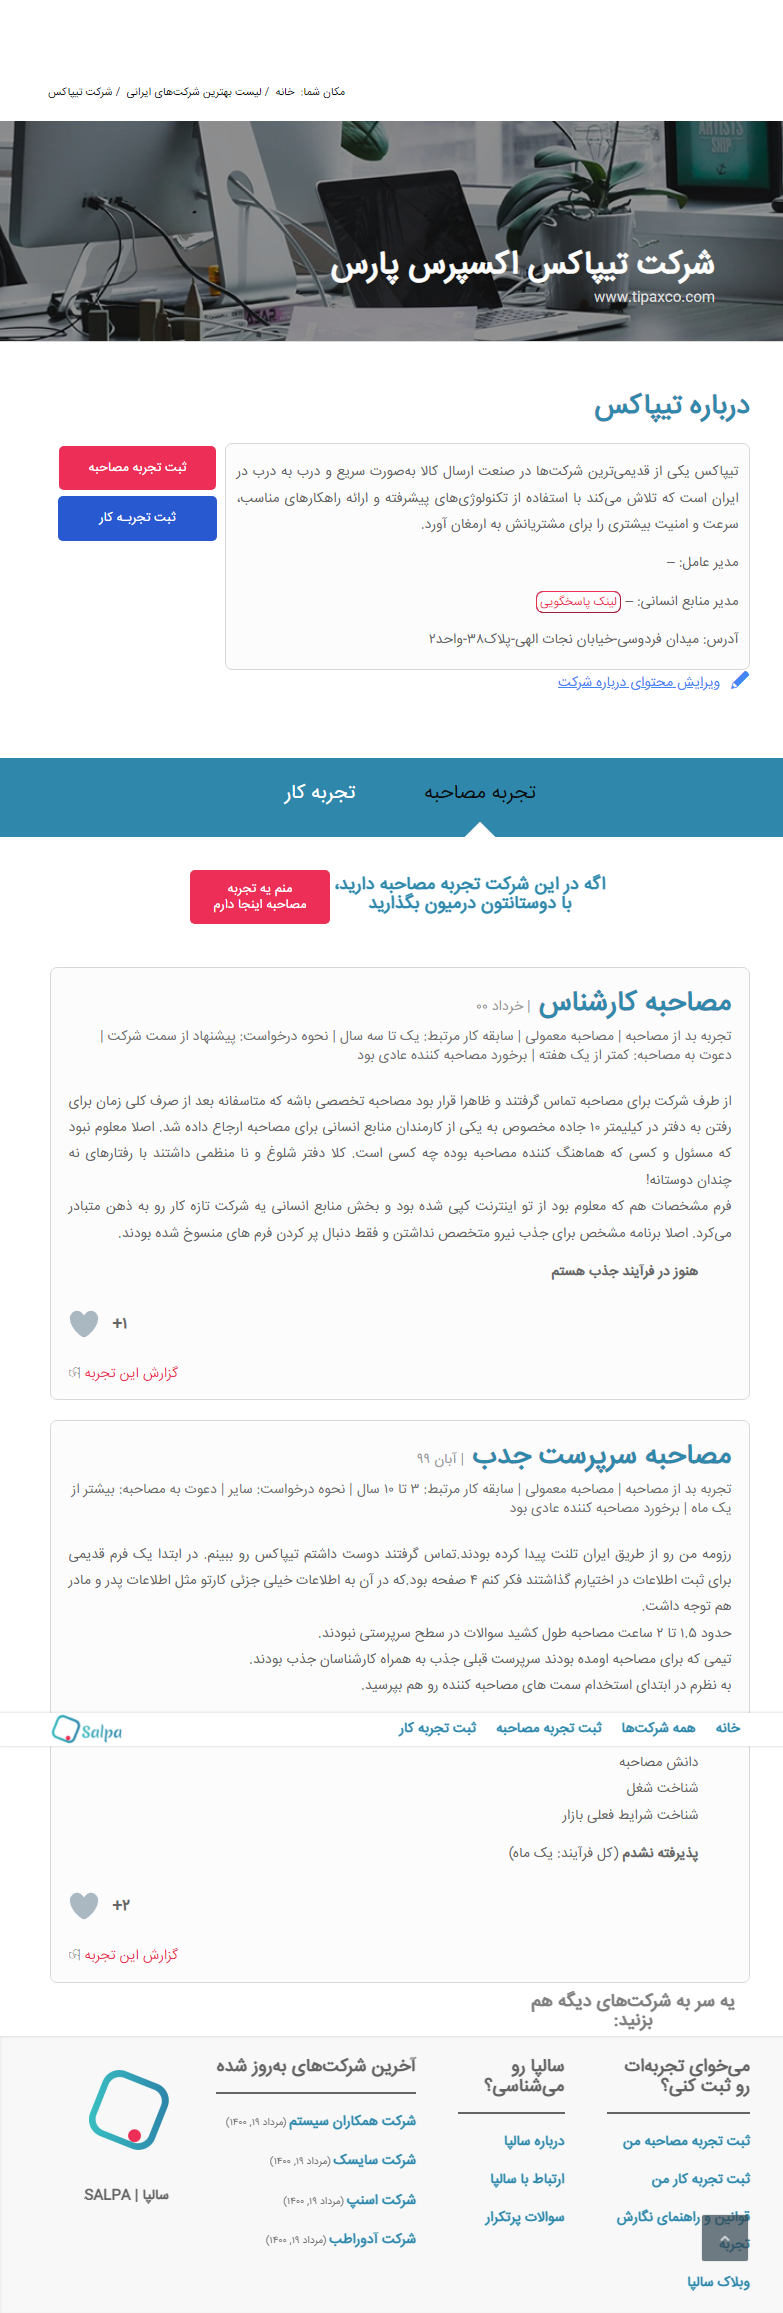 مکان شما: خانه / لیست بهترین شرکت‌های ایرانی / شرکت تیپاکس
ARTISTS
SHIP
شرکت تیپاکس اکسپرس پارس
www.tipaxco.com
درباره تیپاکس
تیپاکس یکی از قدیمی‌ترین شرکت‌ها در صنعت ارسال کالا به‌صورت سریع و درب به درب در
ایران است که تلاش می‌کند با استفاده از تکنولوژی‌های پیشرفته و ارائه راهکارهای مناسب،
سرعت و امنیت بیشتری را برای مشتریانش به ارمغان آورد.
مدیر عامل: –
مدیر منابع انسانی: – لینک پاسخگویی
آدرس: میدان فردوسی-خیابان نجات الهی-پلاک۳۸-واحد۲
ویرایش محتوای درباره شرکت
ثبت تجربه مصاحبه
ثبت تجربـه کار
تجربه مصاحبه
تجربه کار
اگه در این شرکت تجربه مصاحبه دارید،
با دوستانتون درمیون بگذارید
منم یه تجربه
مصاحبه اینجا دارم
مصاحبه کارشناس | خرداد ۰۰
تجربه بد از مصاحبه | مصاحبه معمولی | سابقه کار مرتبط: یک تا سه سال | نحوه درخواست: پیشنهاد از سمت شرکت |
دعوت به مصاحبه: کمتر از یک هفته | برخورد مصاحبه کننده عادی بود
از طرف شرکت برای مصاحبه تماس گرفتند و ظاهرا قرار بود مصاحبه تخصصی باشه که متاسفانه بعد از صرف کلی زمان برای
رفتن به دفتر در کیلیمتر ۱۰ جاده مخصوص به یکی از کارمندان منابع انسانی برای مصاحبه ارجاع داده شد. اصلا معلوم نبود
که مسئول و کسی که هماهنگ کننده مصاحبه بوده چه کسی است. کلا دفتر شلوغ و نا منظمی داشتند با رفتارهای نه
چندان دوستانه!
فرم مشخصات هم که معلوم بود از تو اینترنت کپی شده بود و بخش منابع انسانی یه شرکت تازه کار رو به ذهن متبادر
می‌کرد. اصلا برنامه مشخص برای جذب نیرو متخصص نداشتن و فقط دنبال پر کردن فرم های منسوخ شده بودند.
هنوز در فرآیند جذب هستم
+۱
گزارش این تجربه
مصاحبه سرپرست جذب | آبان ۹۹
تجربه بد از مصاحبه | مصاحبه معمولی | سابقه کار مرتبط: ۳ تا ۱۰ سال | نحوه درخواست: سایر | دعوت به مصاحبه: بیشتر از
یک ماه | برخورد مصاحبه کننده عادی بود
رزومه من رو از طریق ایران تلنت پیدا کرده بودند.تماس گرفتند دوست داشتم تیپاکس رو ببینم. در ابتدا یک فرم قدیمی
برای ثبت اطلاعات در اختیارم گذاشتند فکر کنم ۴ صفحه بود.که در آن به اطلاعات خیلی جزئی کارتو مثل اطلاعات پدر و مادر
هم توجه داشت.
حدود ۱.۵ تا ۲ ساعت مصاحبه طول کشید سوالات در سطح سرپرستی نبودند.
تیمی که برای مصاحبه اومده بودند سرپرست قبلی جذب به همراه کارشناسان جذب بودند.
به نظرم در ابتدای استخدام سمت های مصاحبه کننده رو هم بپرسید.
خانه همه شرکت‌ها ثبت تجربه مصاحبه ثبت تجربه کار
Salpa
دانش مصاحبه
شناخت شغل
شناخت شرایط فعلی بازار
پذیرفته نشدم (کل فرآیند: یک ماه)
+۲
گزارش این تجربه
یه سر به شرکت‌های دیگه هم
بزنید:
می‌خوای تجربه‌ات
رو ثبت کنی؟
ثبت تجربه مصاحبه من
ثبت تجربه کار من
قوانین و راهنمای نگارش
تجربه
وبلاگ سالپا
سالپا رو
می‌شناسی؟
درباره سالپا
ارتباط با سالپا
سوالات پرتکرار
آخرین شرکت‌های به‌روز شده
شرکت همکاران سیستم (مرداد ۱۹, ۱۴۰۰)
شرکت سایسک (مرداد ۱۹, ۱۴۰۰)
شرکت اسنپ (مرداد ۱۹, ۱۴۰۰)
شرکت آدوراطب (مرداد ۱۹, ۱۴۰۰)
سالپا | SALPA